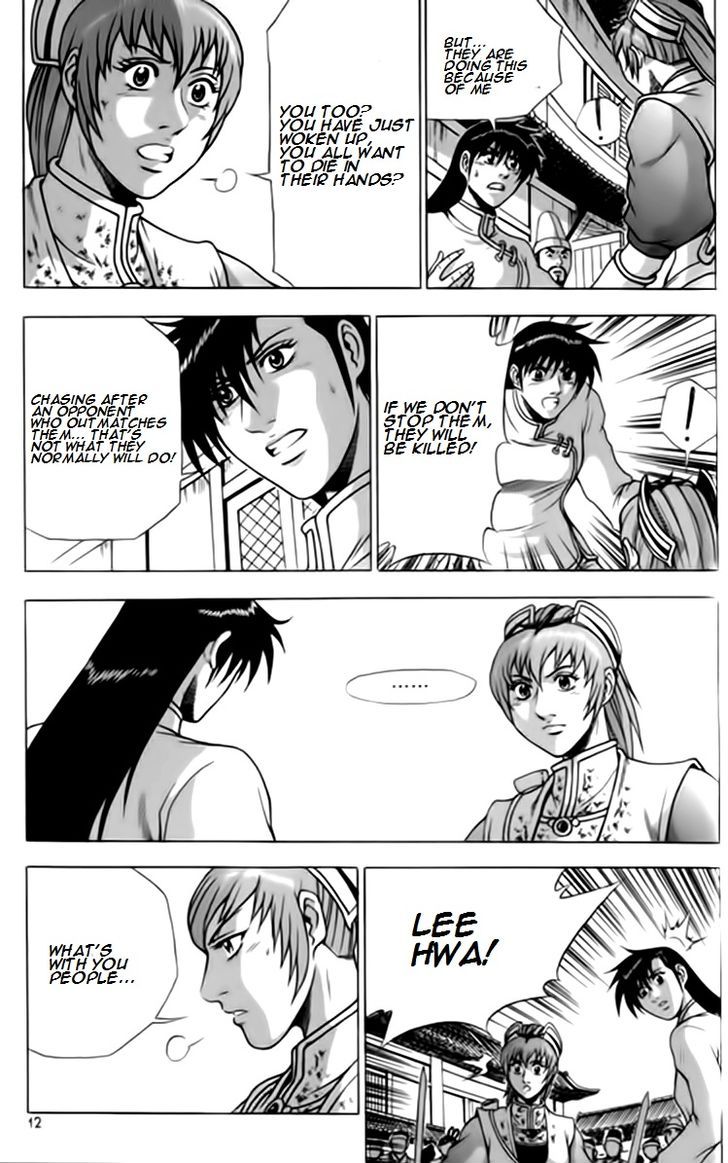 BUT...
THEY ARE
DOING THIS
BECAUSE
OF ME
!
YOU TOO?
YOU HAVE JUST
WOKEN UP,
YOU ALL WANT
TO DIE IN
THEIR HANDS?
!
IF WE DON'T
STOP THEM,
THEY WILL
BE KILLED!
CHASING AFTER
AN OPPONENT
WHO OUTMATCHES
THEM... THAT'S
NOT WHAT THEY
NORMALLY WILL DO!
......
LEE
HWA!
WHAT'S
WITH YOU
PEOPLE...
12